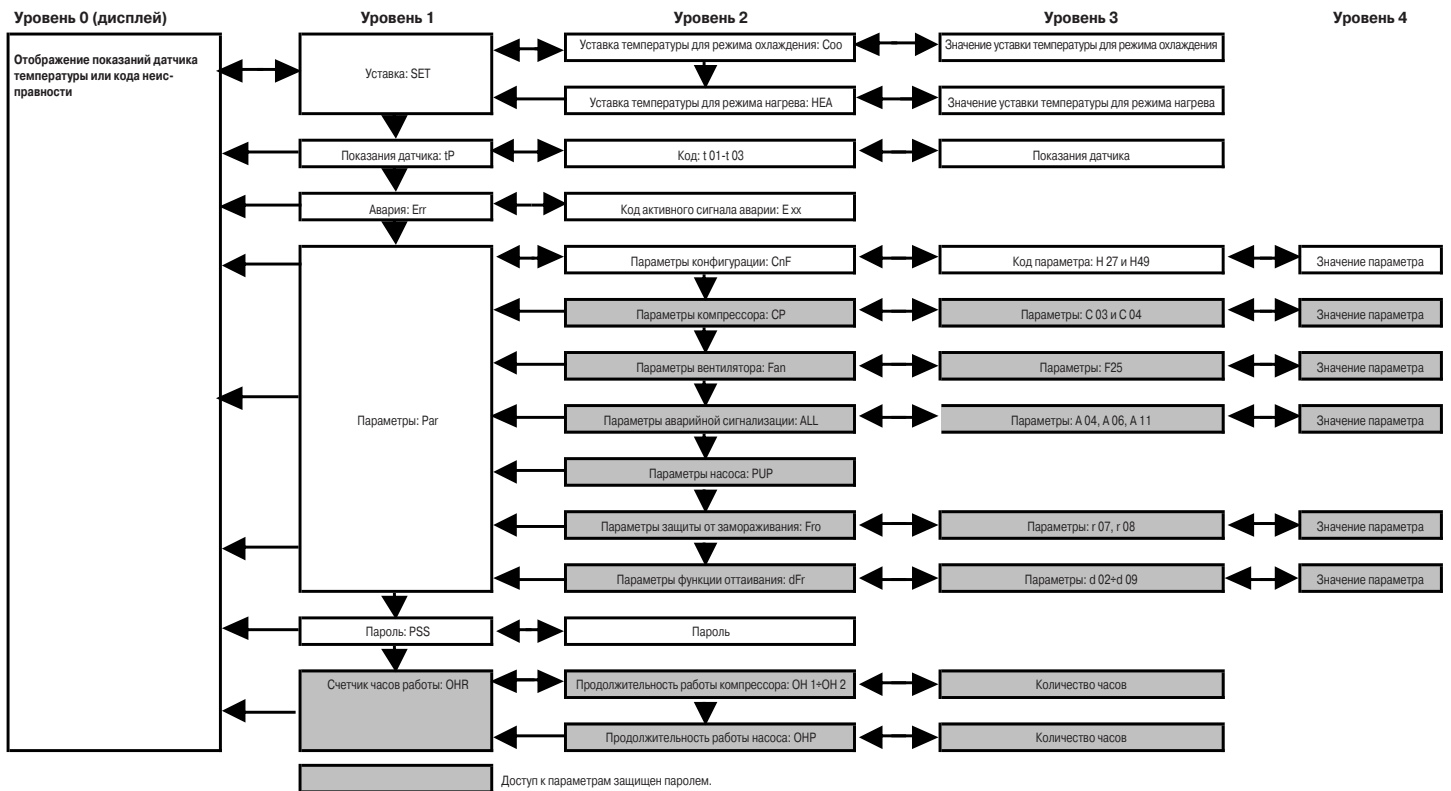 Уровень 0 (дисплей) Уровень 1 Уровень 2 Уровень 3 Уровень 4
Отображение показаний датчика
температуры или кода неис-
правности
Уставка: SET
Уставка температуры для режима охлаждения: Coo
Значение уставки температуры для режима охлаждения
Уставка температуры для режима нагрева: HEA
Значение уставки температуры для режима нагрева
Показания датчика: tP
Код: t 01-t 03
Показания датчика
Авария: Err
Код активного сигнала аварии: E xx
Параметры: Par
Параметры конфигурации: CnF
Код параметра: H 27 и H49
Значение параметра
Параметры компрессора: CP
Параметры: C 03 и C 04
Значение параметра
Параметры вентилятора: Fan
Параметры: F25
Значение параметра
Параметры аварийной сигнализации: ALL
Параметры: A 04, A 06, A 11
Значение параметра
Параметры насоса: PUP
Параметры защиты от замораживания: Fro
Параметры: r 07, r 08
Значение параметра
Параметры функции оттаивания: dFr
Параметры: d 02÷d 09
Значение параметра
Пароль: PSS
Пароль
Счетчик часов работы: OHR
Продолжительность работы компрессора: OH 1÷OH 2
Количество часов
Продолжительность работы насоса: OHP
Количество часов
Доступ к параметрам защищен паролем.